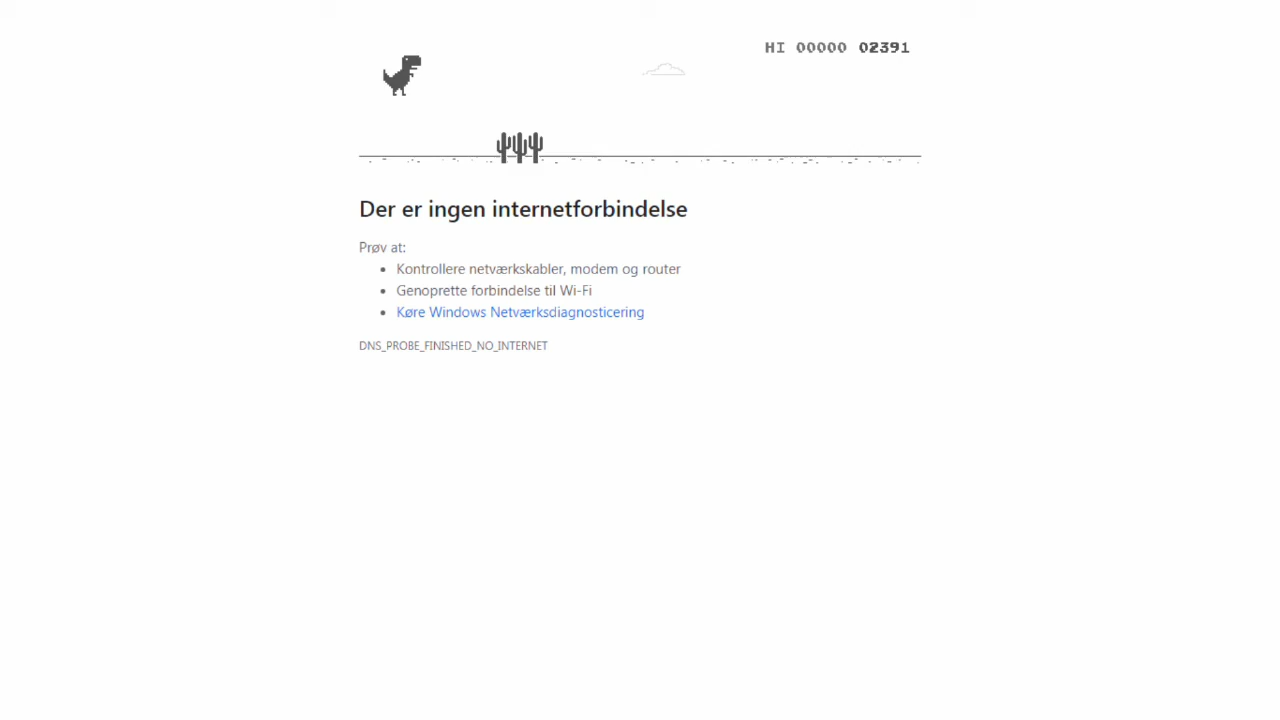 HI 00000 02391
Der er ingen internetforbindelse
Prøv at:
Kontrollere netværkskabler, modem og router
Genoprette forbindelse til Wi-Fi
Køre Windows Netværksdiagnosticering
DNS_PROBE_FINISHED_NO_INTERNET